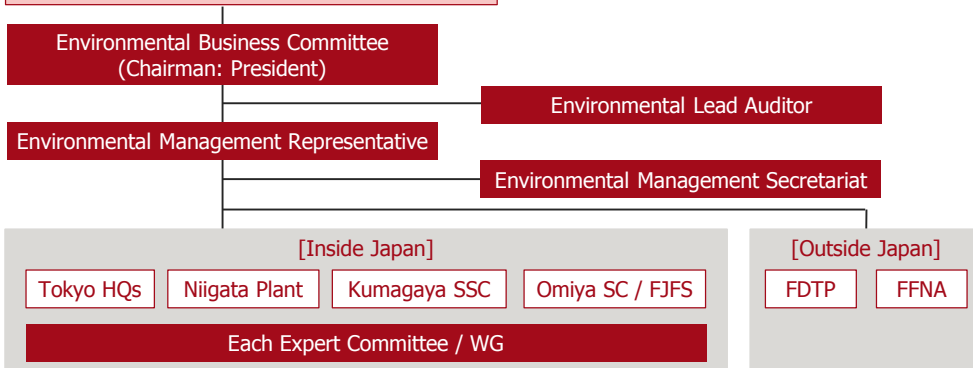 Environmental Business Committee
(Chairman: President)
Environmental Lead Auditor
Environmental Management Representative
Environmental Management Secretariat
[Inside Japan]
[Outside Japan]
Tokyo HQs
Niigata Plant
Kumagaya SSC
Omiya SC / FJFS
FDTP
FFNA
Each Expert Committee / WG